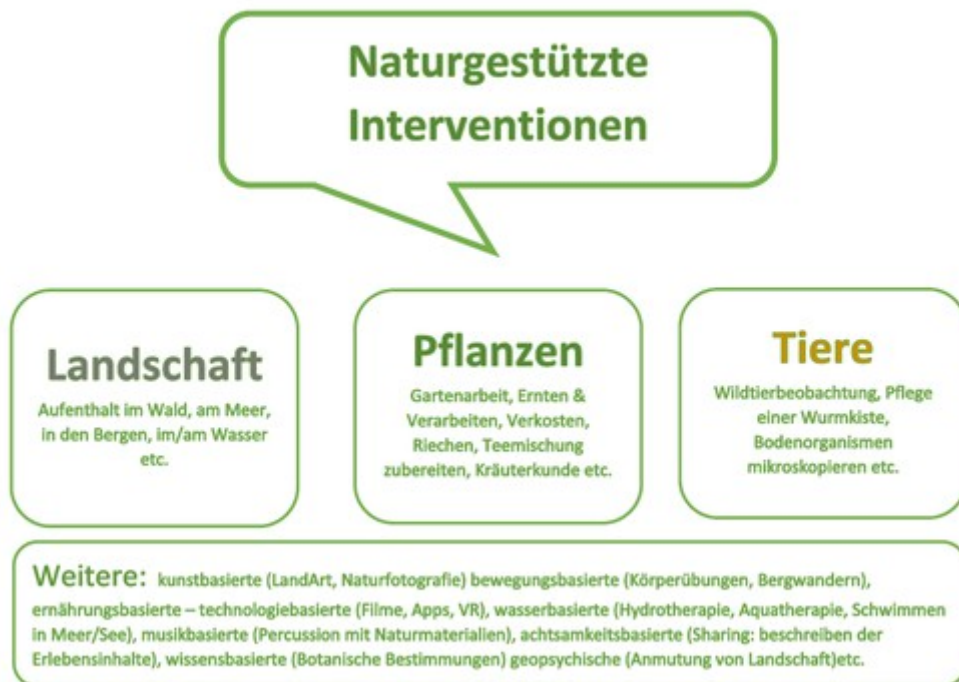 Naturgestützte
Interventionen
Landschaft
Aufenthalt im Wald, am Meer,
in den Bergen, im/am Wasser
etc.
Pflanzen
Gartenarbeit, Ernten &
Verarbeiten, Verkosten,
Riechen, Teemischung
zubereiten, Kräuterkunde etc.
Tiere
Wildtierbeobachtung, Pflege
einer Wurmkiste,
Bodenorganismen
mikroskopieren etc.
Weitere: kunstbasierte (LandArt, Naturfotografie) bewegungsbasierte (Körperübungen, Bergwandern),
ernährungsbasierte – technologiebasierte (Filme, Apps, VR), wasserbasierte (Hydrotherapie, Aquatherapie, Schwimmen
in Meer/See), musikbasierte (Percussion mit Naturmaterialien), achtsamkeitsbasierte (Sharing: beschreiben der
Erlebensinhalte), wissensbasierte (Botanische Bestimmungen) geopsychische (Anmutung von Landschaft)etc.